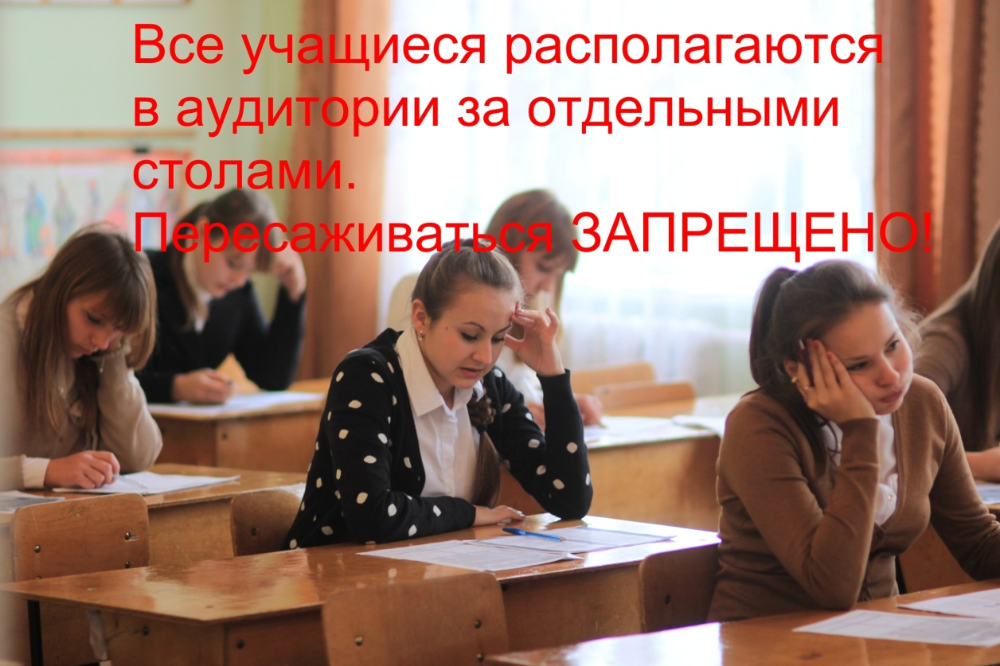 Все учащиеся располагаются
в аудитории за отдельными
столами.
Пересаживаться ЗАПРЕЩЕНО!